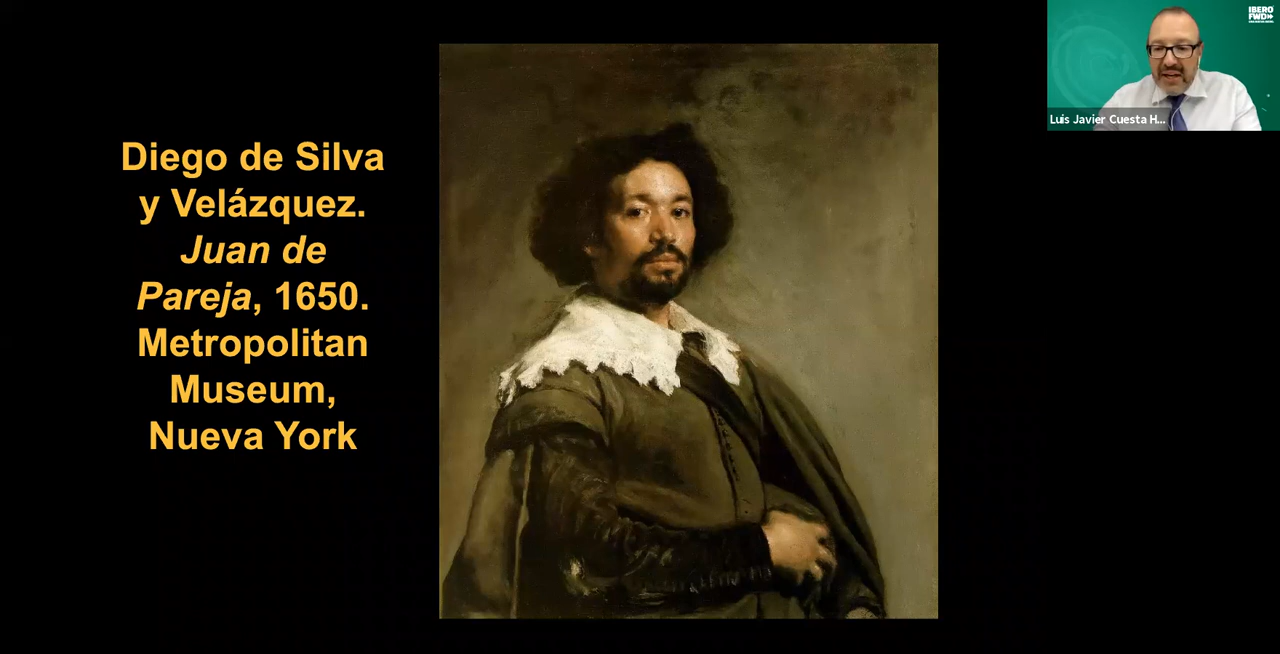 Diego de Silva
y Velázquez.
Juan de
Pareja, 1650.
Metropolitan
Museum,
Nueva York
IBERO
FWD
Luis Javier Cuesta H...